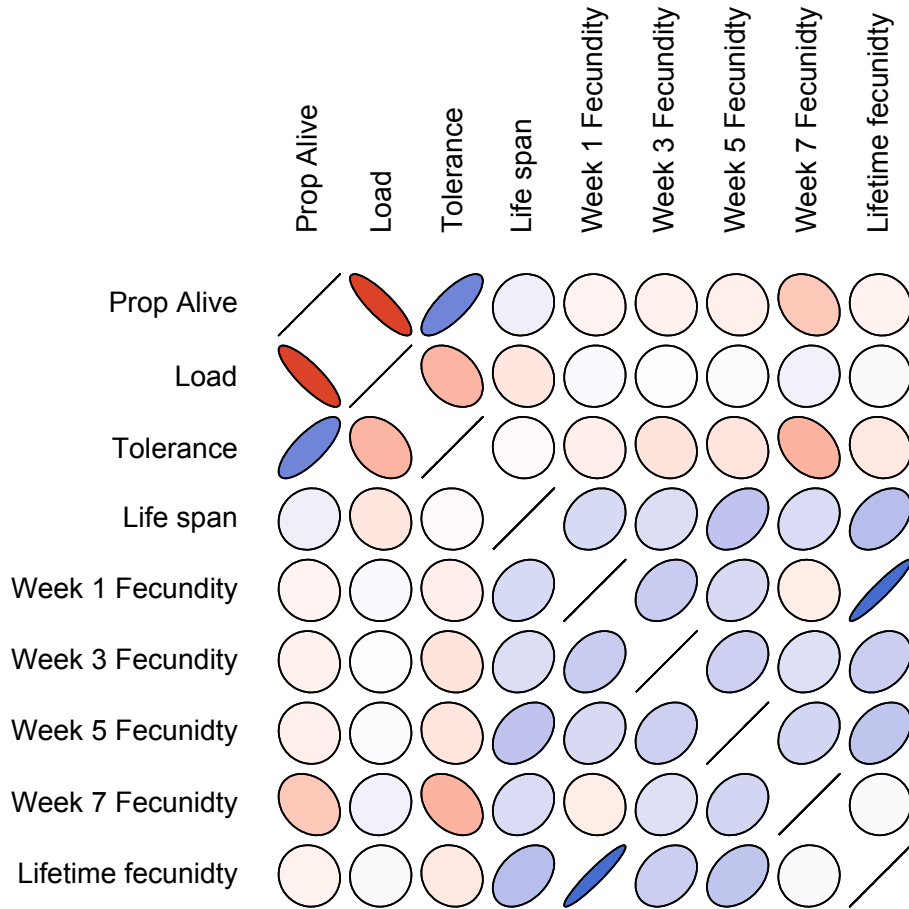 Prop Alive
Load
Tolerance
Life span
Week 1 Fecundity
Week 3 Fecundity
Week 5 Fecunidty
Week 7 Fecunidty
Lifetime fecunidty
Prop Alive
Load
Tolerance
Life span
Week 1 Fecundity
Week 3 Fecundity
Week 5 Fecunidty
Week 7 Fecunidty
Lifetime fecunidty